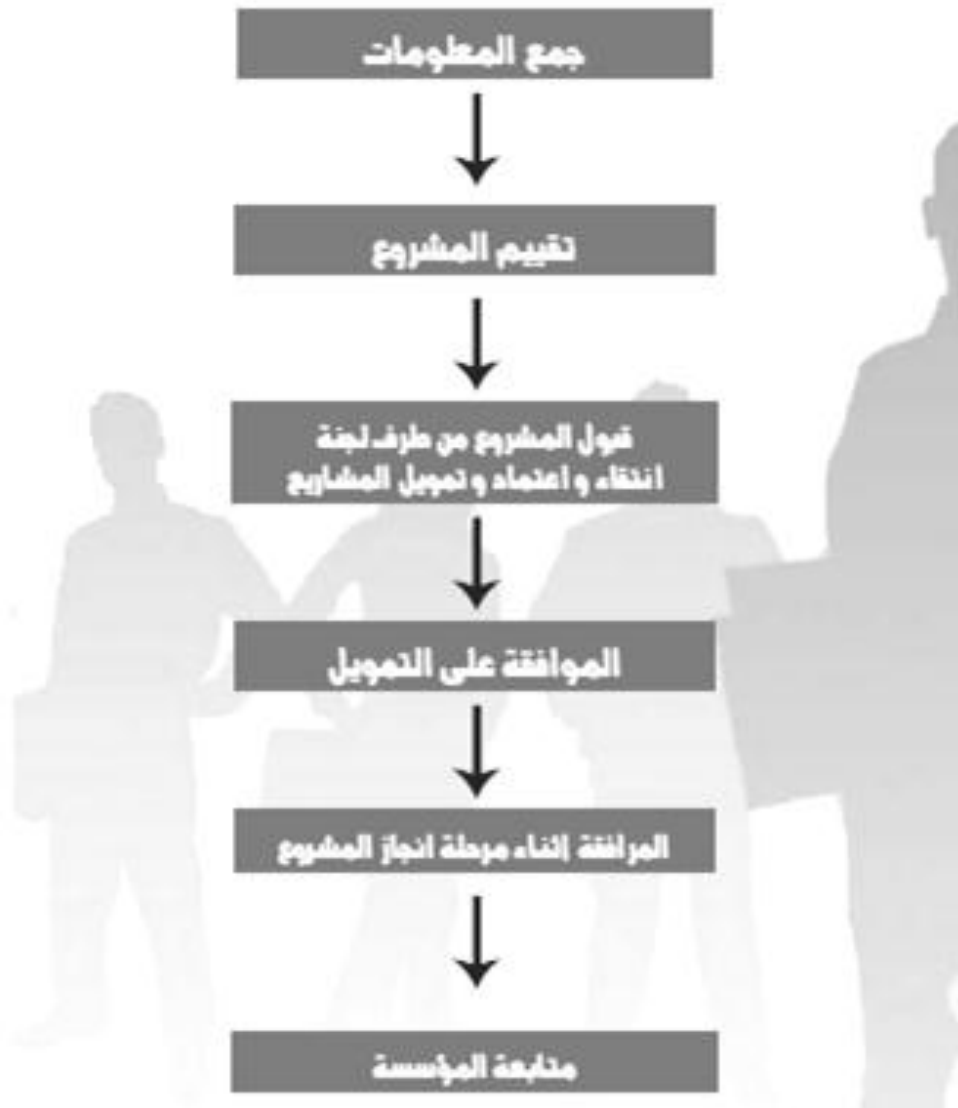 جمع المعلومات
تقييم المشروع
قبول المشروع من طرف لجنة
انتقاء و اعتماد و تمويل المشاريع
الموافقة على التمويل
المرافقة إثناء مرحلة انجاز المشروع
متابعة المؤسسة